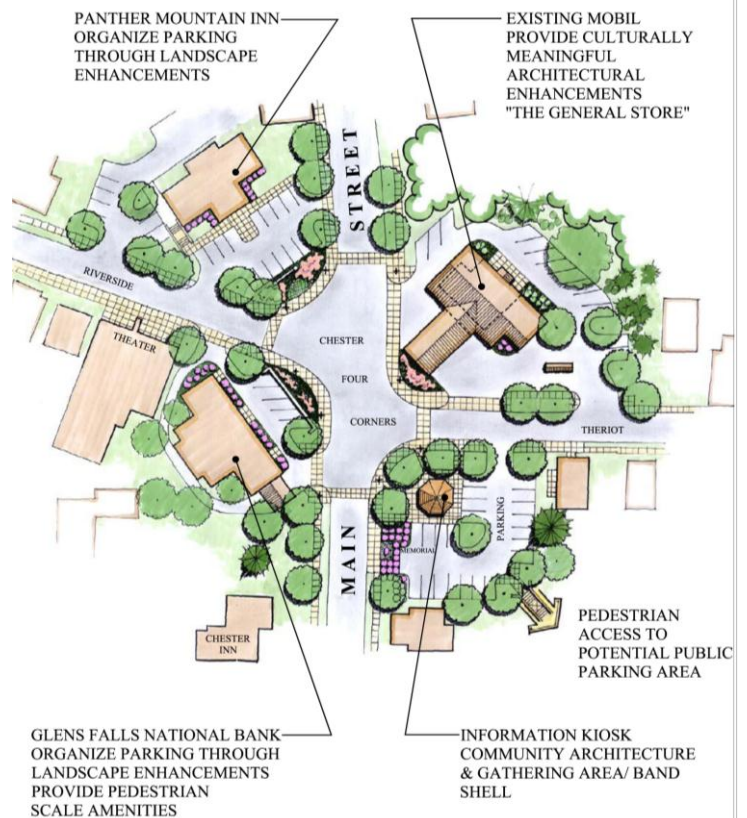 PANTHER MOUNTAIN INN
ORGANIZE PARKING
THROUGH LANDSCAPE
ENHANCEMENTS
EXISTING MOBIL
PROVIDE CULTURALLY
MEANINGFUL
ARCHITECTURAL
ENHANCEMENTS
"THE GENERAL STORE"
STREET
RIVERSIDE
THEATER
CHESTER
FOUR
CORNERS
THERIOT
PARKING
MEMORIAL
MAIN
CHESTER
INN
PEDESTRIAN
ACCESS TO
POTENTIAL PUBLIC
PARKING AREA
GLENS FALLS NATIONAL BANK
ORGANIZE PARKING THROUGH
LANDSCAPE ENHANCEMENTS
PROVIDE PEDESTRIAN
SCALE AMENITIES
INFORMATION KIOSK
COMMUNITY ARCHITECTURE
& GATHERING AREA/ BAND
SHELL